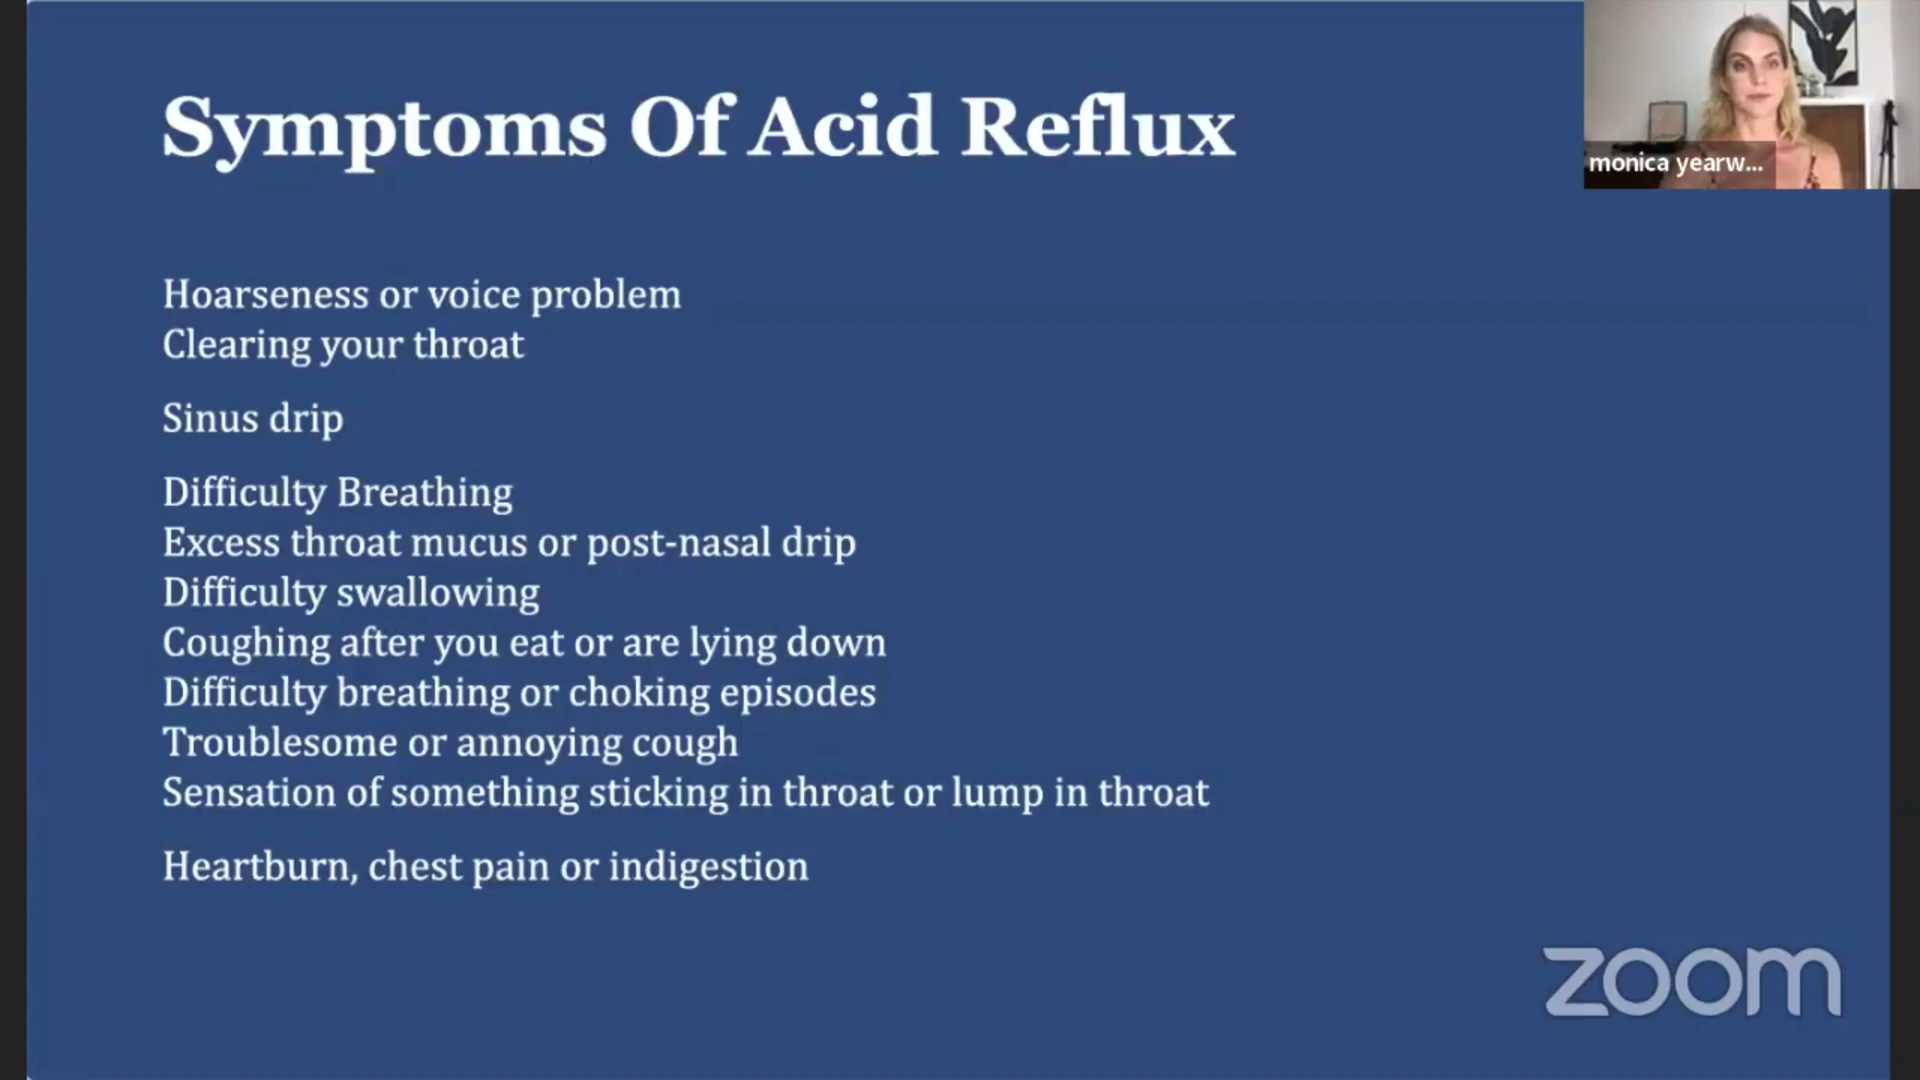 Symptoms Of Acid Reflux
monica yearw...
Hoarseness or voice problem
Clearing your throat
Sinus drip
Difficulty Breathing
Excess throat mucus or post-nasal drip
Difficulty swallowing
Coughing after you eat or are lying down
Difficulty breathing or choking episodes
Troublesome or annoying cough
Sensation of something sticking in throat or lump in throat
Heartburn, chest pain or indigestion
zoom